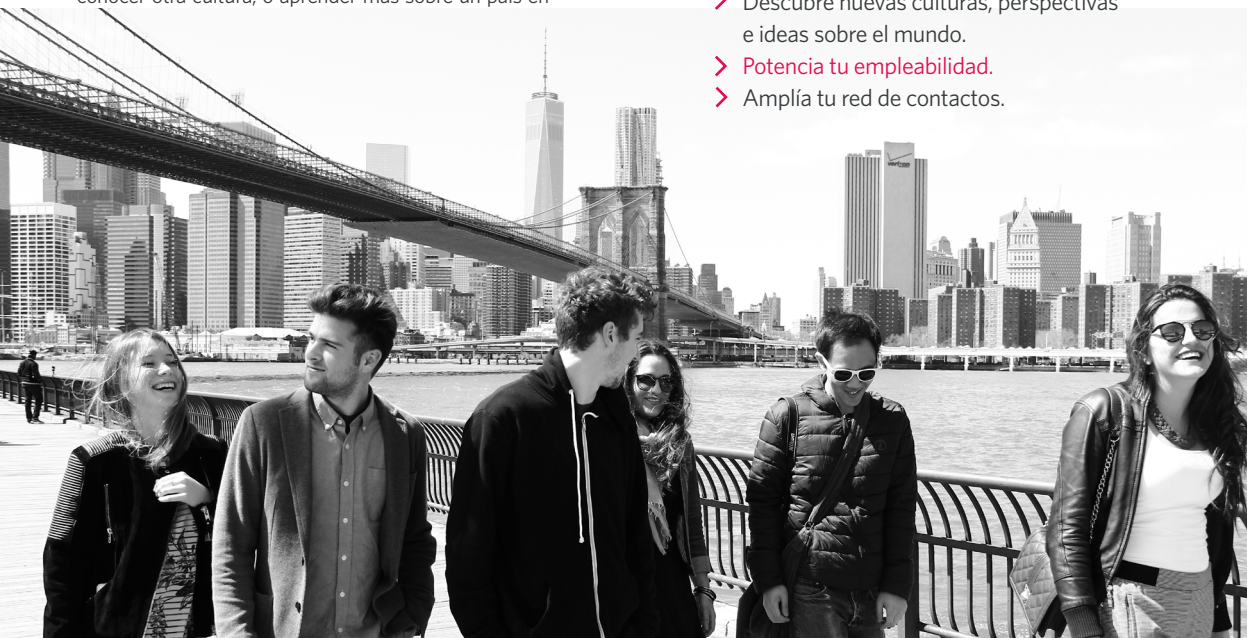 conocer otra cultura, o aprender más sobre un país en
Descubre nuevas culturas, perspectivas
e ideas sobre el mundo.
Potencia tu empleabilidad.
Amplía tu red de contactos.
verizon